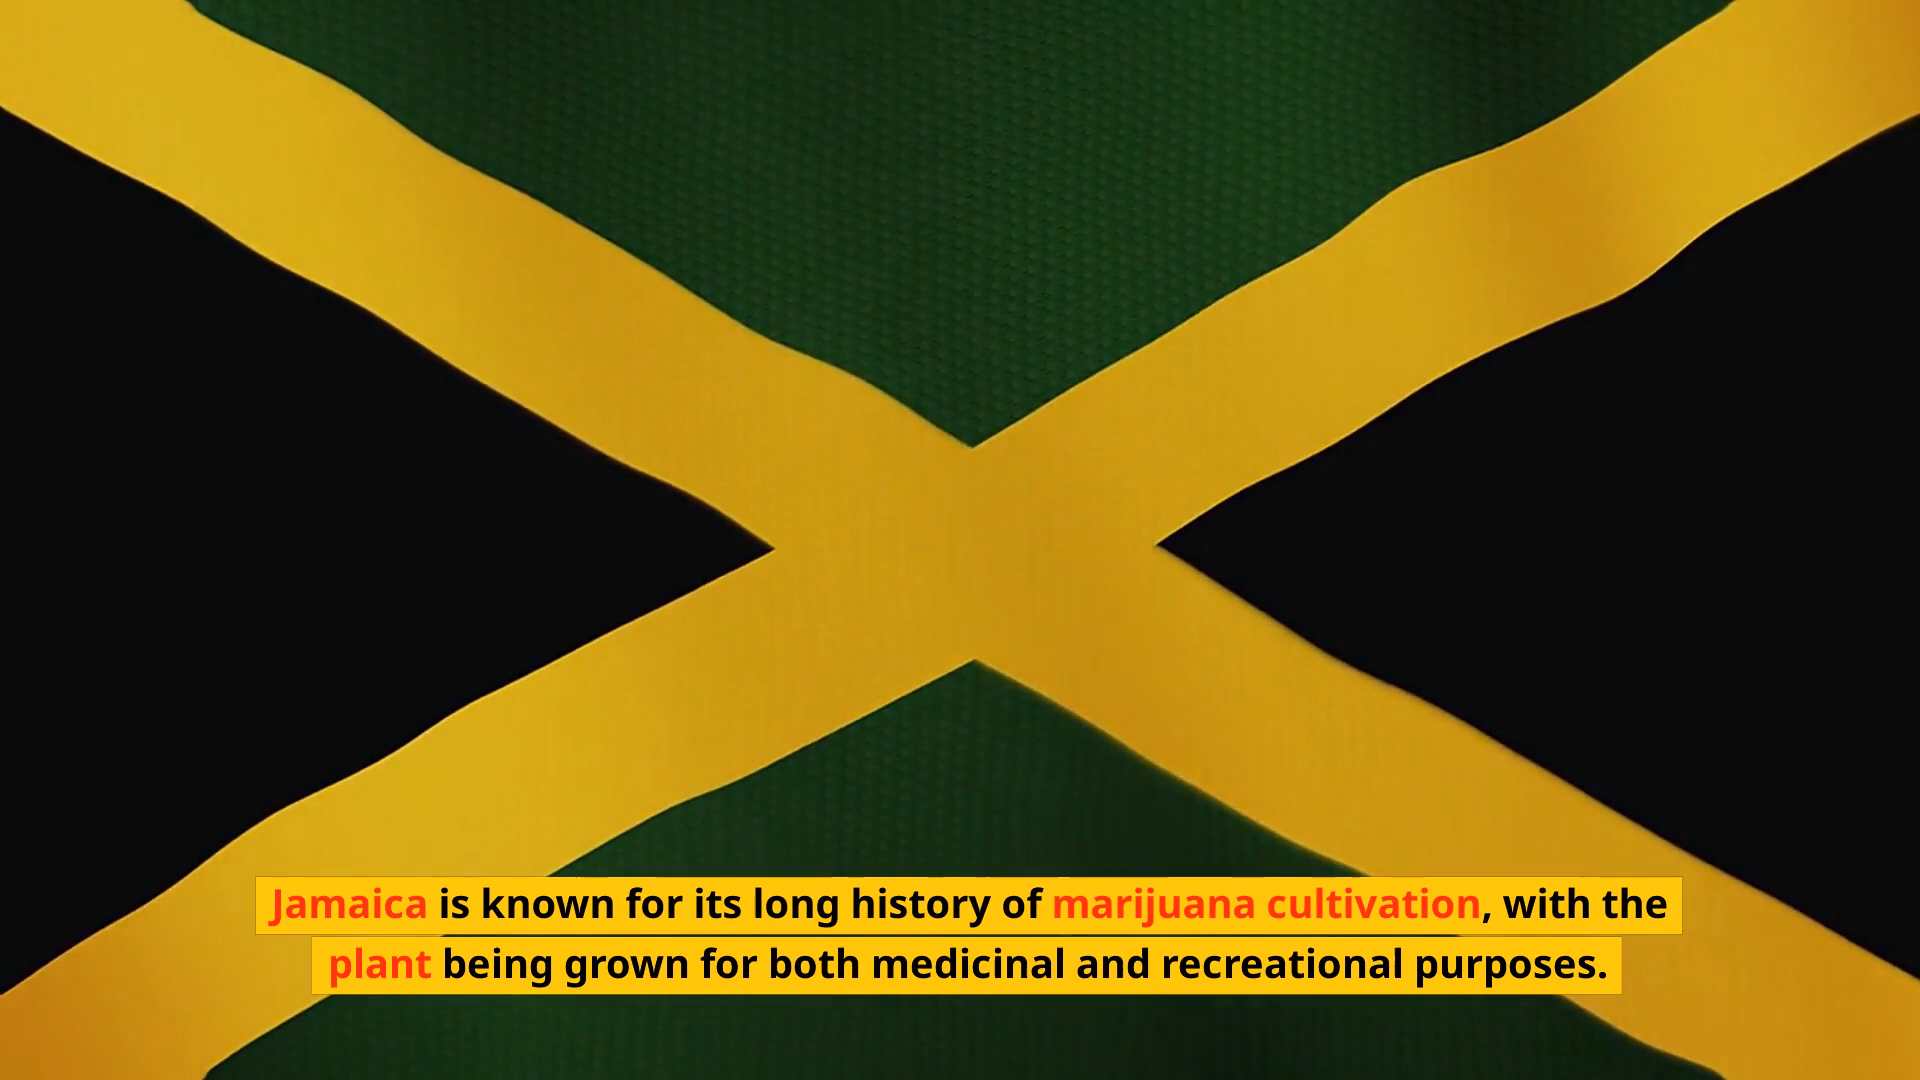 Jamaica is known for its long history of marijuana cultivation, with the
plant being grown for both medicinal and recreational purposes.